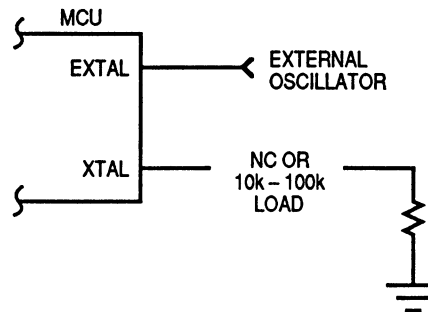 MCU
EXTAL
EXTERNAL
OSCILLATOR
XTAL
NC OR
10k – 100k
LOAD